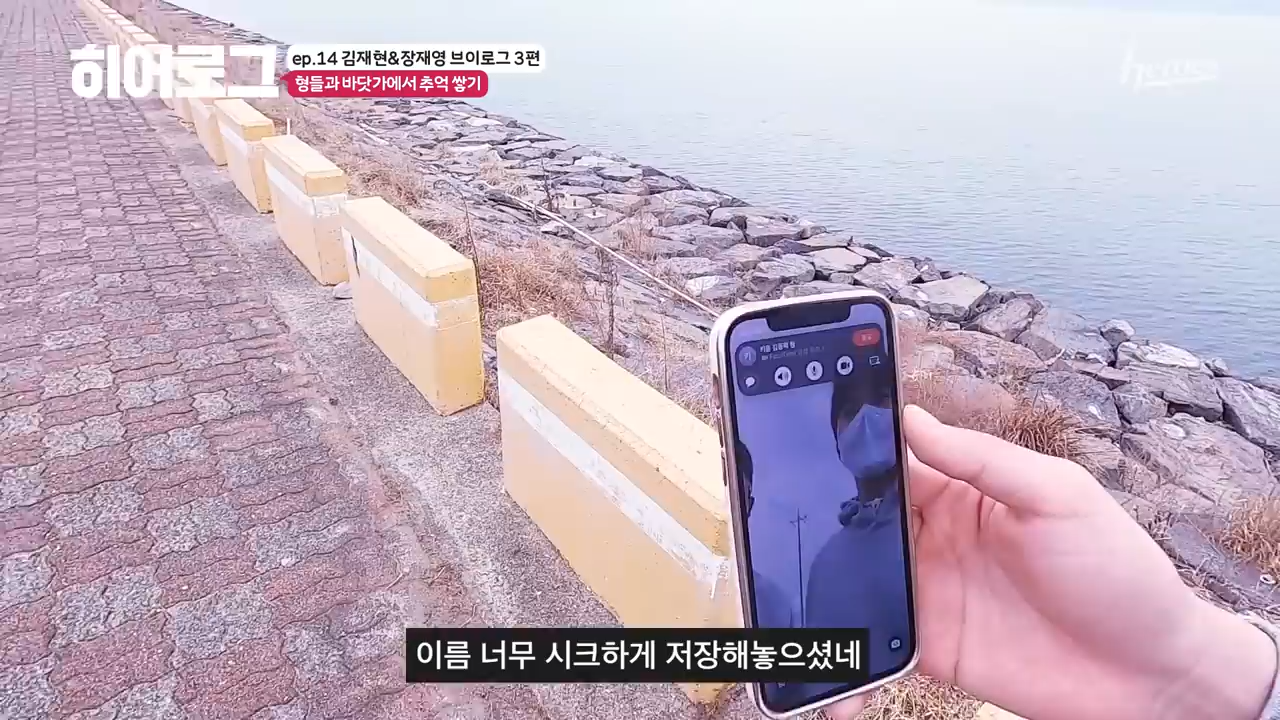 히어로그
ep.14 김재현&장재영 브이로그 3편
형들과 바닷가에서 추억 쌓기
heroes
이름 너무 시크하게 저장해놓으셨네